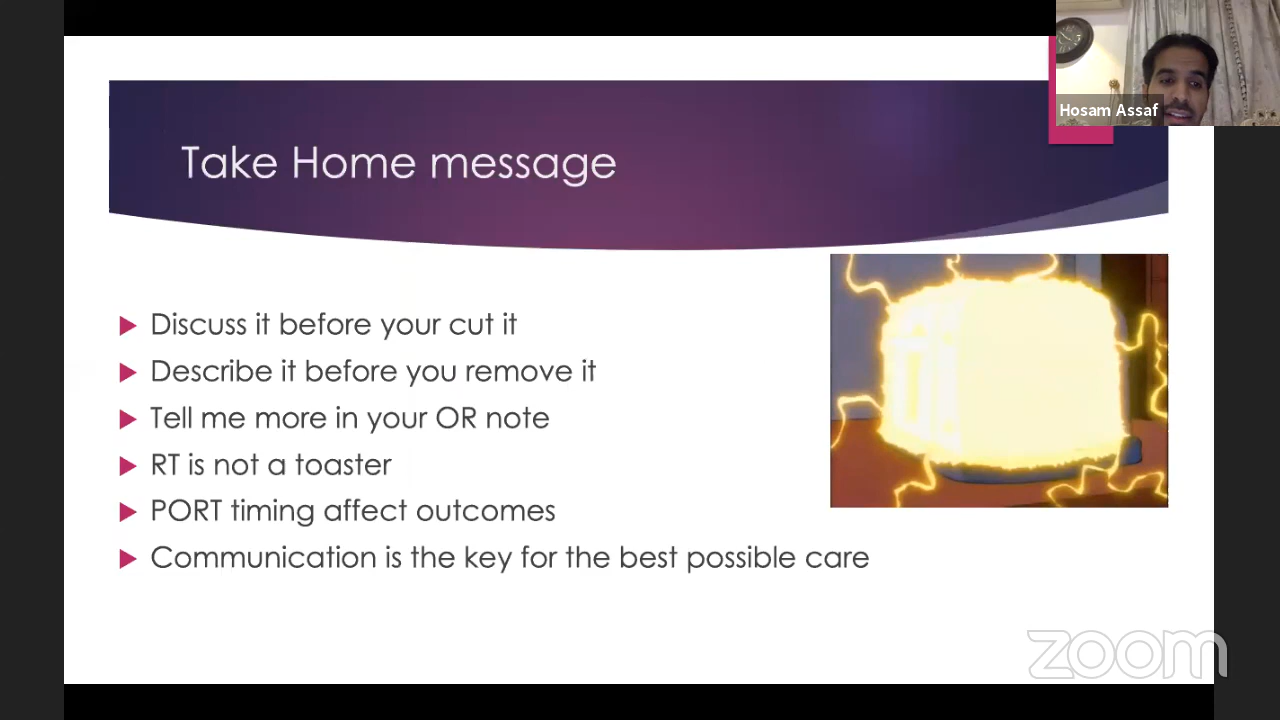 Hosam Assaf
Take Home message
Discuss it before your cut it
Describe it before you remove it
Tell me more in your OR note
RT is not a toaster
PORT timing affect outcomes
Communication is the key for the best possible care
zoom